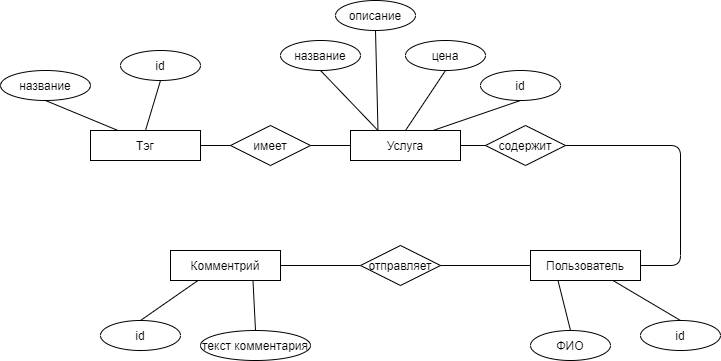 описание
название
цена
id
id
название
Тэг
имеет
Услуга
содержит
Комментрий
отправляет
Пользователь
id
текст комментария
ФИО
id